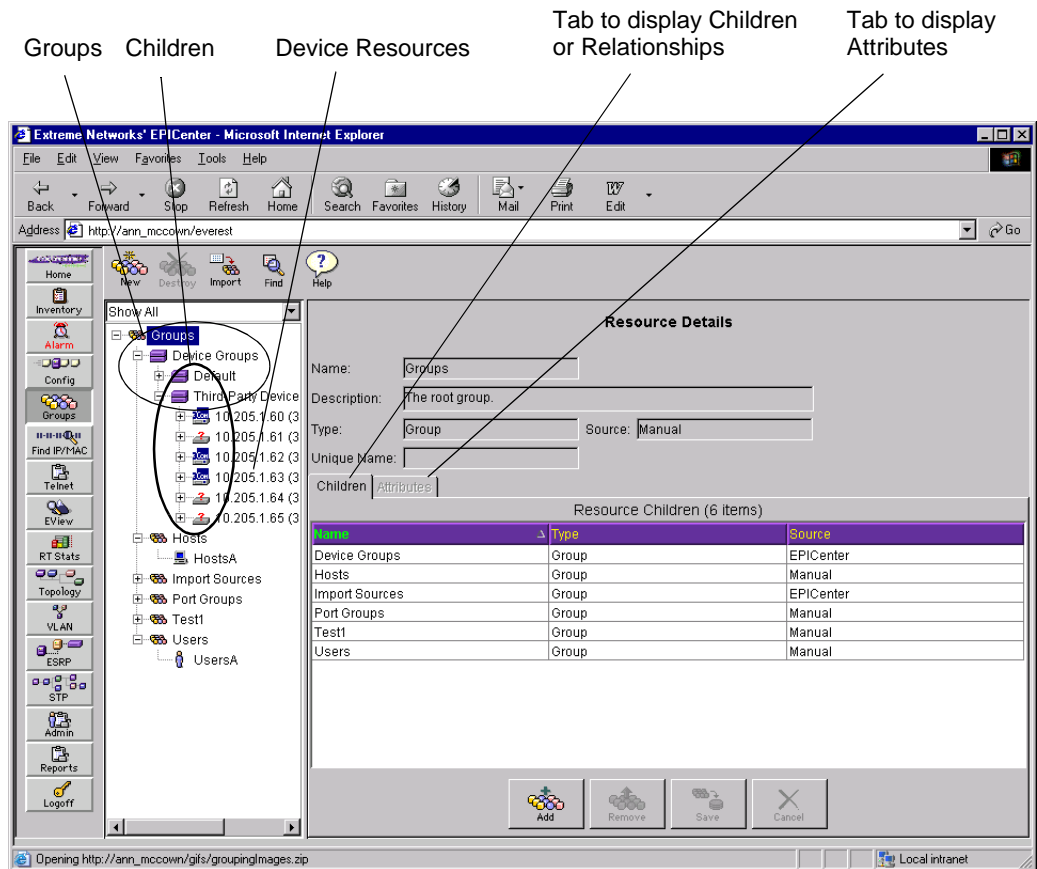 Groups Children Device Resources
Tab to display Children
or Relationships
Tab to display
Attributes
Extreme Networks' EPICenter - Microsoft Internet Explorer
File Edit View Favorites Tools Help
Back Forward Stop Refresh Home Search Favorites History Mail Print Edit
Address http://ann_mccown/everest Go
Home
Inventory
Alarm
Config
Groups
Find IP/MAC
Telnet
EView
RT Stats
Topology
VLAN
ESRP
STP
Admin
Reports
Logoff
New Destroy Import Find Help
Show All
Groups
Device Groups
Default
Third Party Device
10.205.1.60 (3
10.205.1.61 (3
10.205.1.62 (3
10.205.1.63 (3
10.205.1.64 (3
10.205.1.65 (3
Hosts
HostsA
Import Sources
Port Groups
Test1
Users
UsersA
Resource Details
Name: Groups
Description: The root group.
Type: Group Source: Manual
Unique Name:
Children Attributes
Resource Children (6 items)
Name Type Source
Device Groups Group EPICenter
Hosts Group Manual
Import Sources Group EPICenter
Port Groups Group Manual
Test1 Group Manual
Users Group Manual
Add Remove Save Cancel
Opening http://ann_mccown/gifs/groupingImages.zip Local intranet